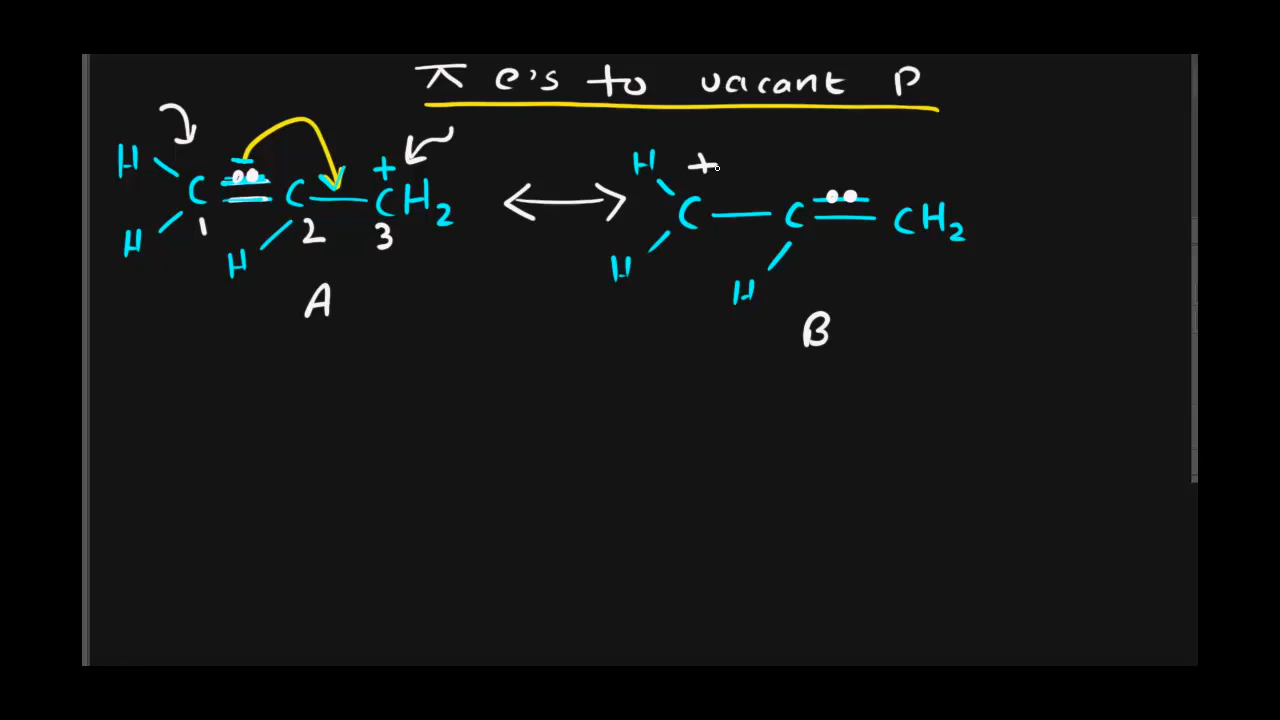 π e's to vacant P
H + H +
C = C — CH2 ↔ C — C = CH2
1 2 3
H H H H
A B